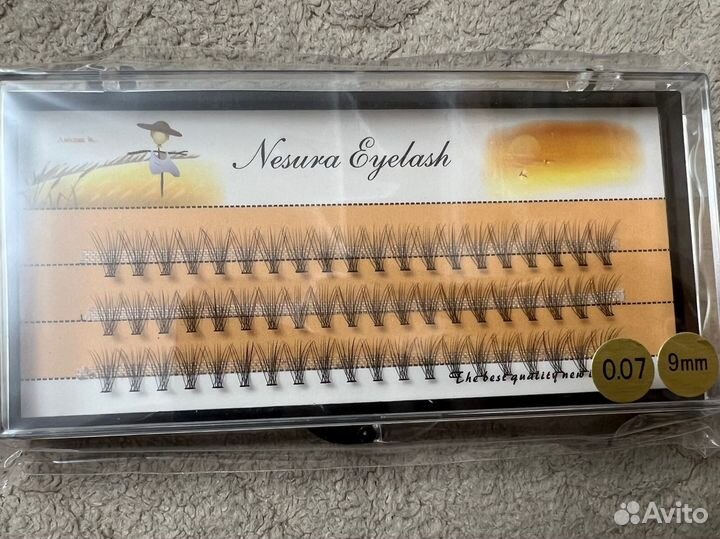 Nesura Eyelash
The best quality new
0.07
9mm
Avito